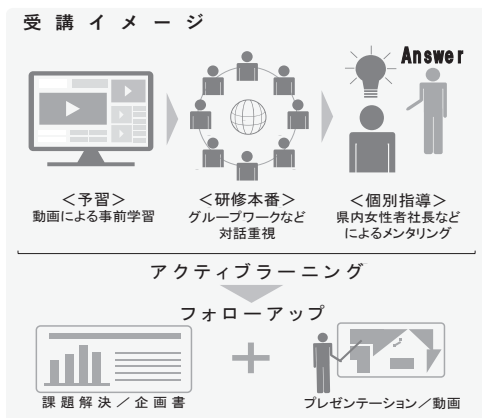 受講イメージ
Answer
＜予習＞
動画による事前学習
＜研修本番＞
グループワークなど
対話重視
＜個別指導＞
県内女性者社長など
によるメンタリング
アクティブラーニング
フォローアップ
課題解決／企画書
プレゼンテーション／動画